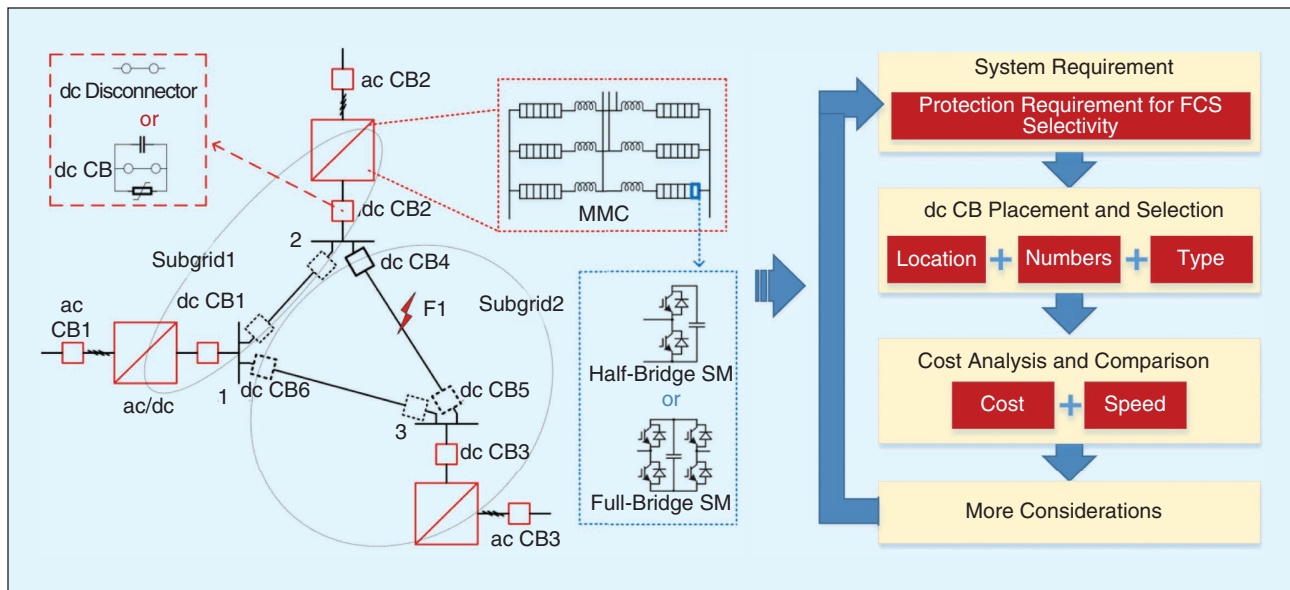 dc Disconnector
or
dc CB
ac CB2
dc CB2
MMC
2
dc CB4
Subgrid1
Subgrid2
F1
dc CB1
ac
CB1
1
dc CB6
dc CB5
3
ac/dc
dc CB3
ac CB3
Half-Bridge SM
or
Full-Bridge SM
System Requirement
Protection Requirement for FCS
Selectivity
dc CB Placement and Selection
Location + Numbers + Type
Cost Analysis and Comparison
Cost + Speed
More Considerations